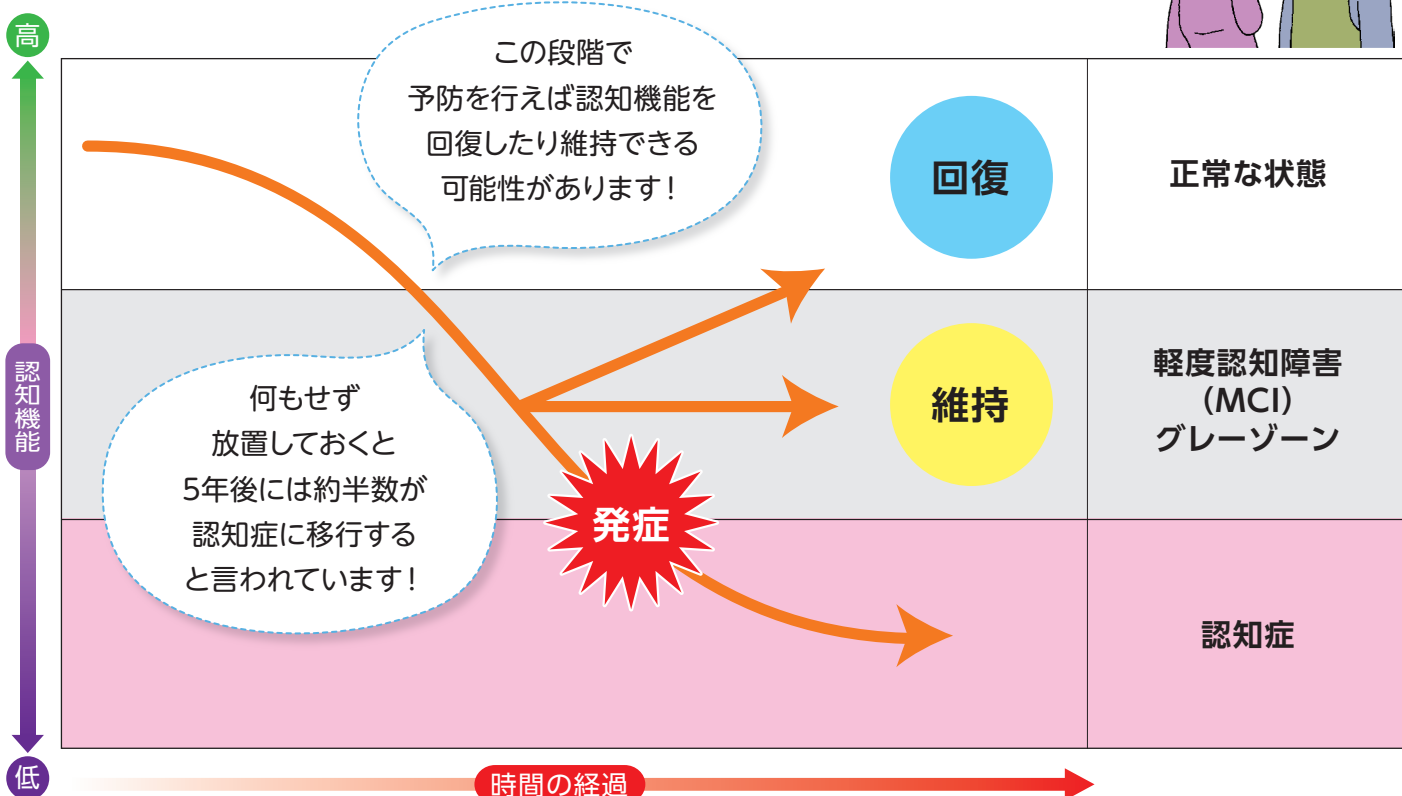 高
この段階で
予防を行えば認知機能を
回復したり維持できる
可能性があります!
回復
正常な状態
認知機能
何もせず
放置しておくと
5年後には約半数が
認知症に移行する
と言われています!
維持
軽度認知障害
(MCI)
グレーゾーン
発症
認知症
低
時間の経過